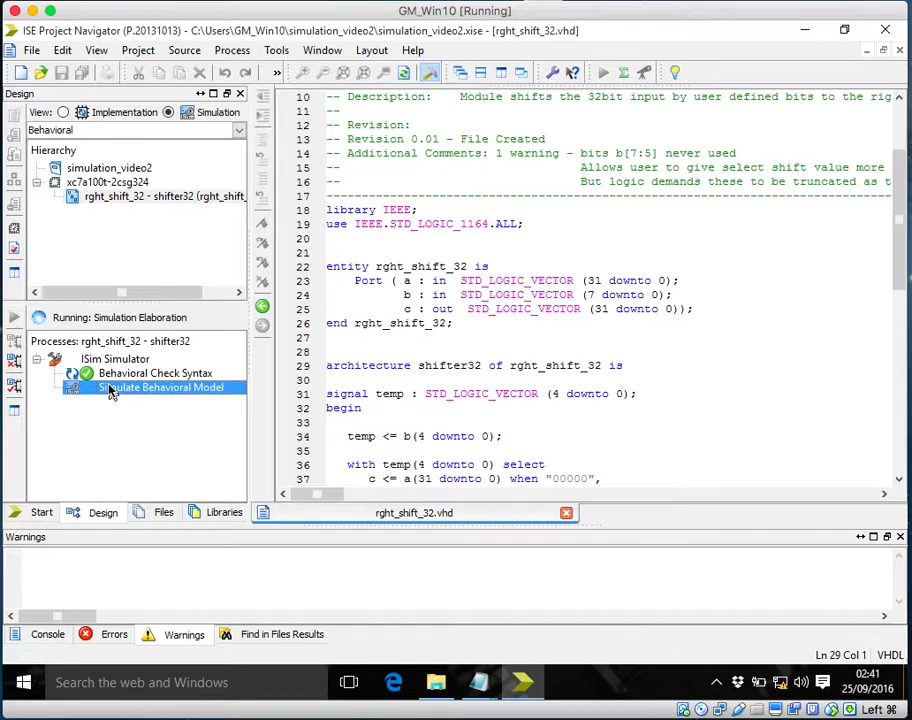 GM_Win10 [Running]
ISE Project Navigator (P.20131013) - C:\Users\GM_Win10\simulation_video2\simulation_video2.xise - [rght_shift_32.vhd]
File Edit View Project Source Process Tools Window Layout Help
Design
View: Implementation Simulation
Behavioral
Hierarchy
simulation_video2
xc7a100t-2csg324
rght_shift_32 - shifter32 (rght_shift_
Running: Simulation Elaboration
Processes: rght_shift_32 - shifter32
ISim Simulator
Behavioral Check Syntax
Simulate Behavioral Model
Start Design Files Libraries
10 -- Description: Module shifts the 32bit input by user defined bits to the rig
11 --
12 -- Revision:
13 -- Revision 0.01 - File Created
14 -- Additional Comments: 1 warning - bits b[7:5] never used
15 -- Allows user to give select shift value more
16 -- But logic demands these to be truncated as t
17 ----------------------------------------------------------------------------------
18 library IEEE;
19 use IEEE.STD_LOGIC_1164.ALL;
20
21
22 entity rght_shift_32 is
23 Port ( a : in STD_LOGIC_VECTOR (31 downto 0);
24 b : in STD_LOGIC_VECTOR (7 downto 0);
25 c : out STD_LOGIC_VECTOR (31 downto 0));
26 end rght_shift_32;
27
28
29 architecture shifter32 of rght_shift_32 is
30
31 signal temp : STD_LOGIC_VECTOR (4 downto 0);
32 begin
33
34 temp <= b(4 downto 0);
35
36 with temp(4 downto 0) select
37 c <= a(31 downto 0) when "00000",
rght_shift_32.vhd
Warnings
Console Errors Warnings Find in Files Results
Ln 29 Col 1 VHDL
Search the web and Windows
02:41
25/09/2016
Left ⌘